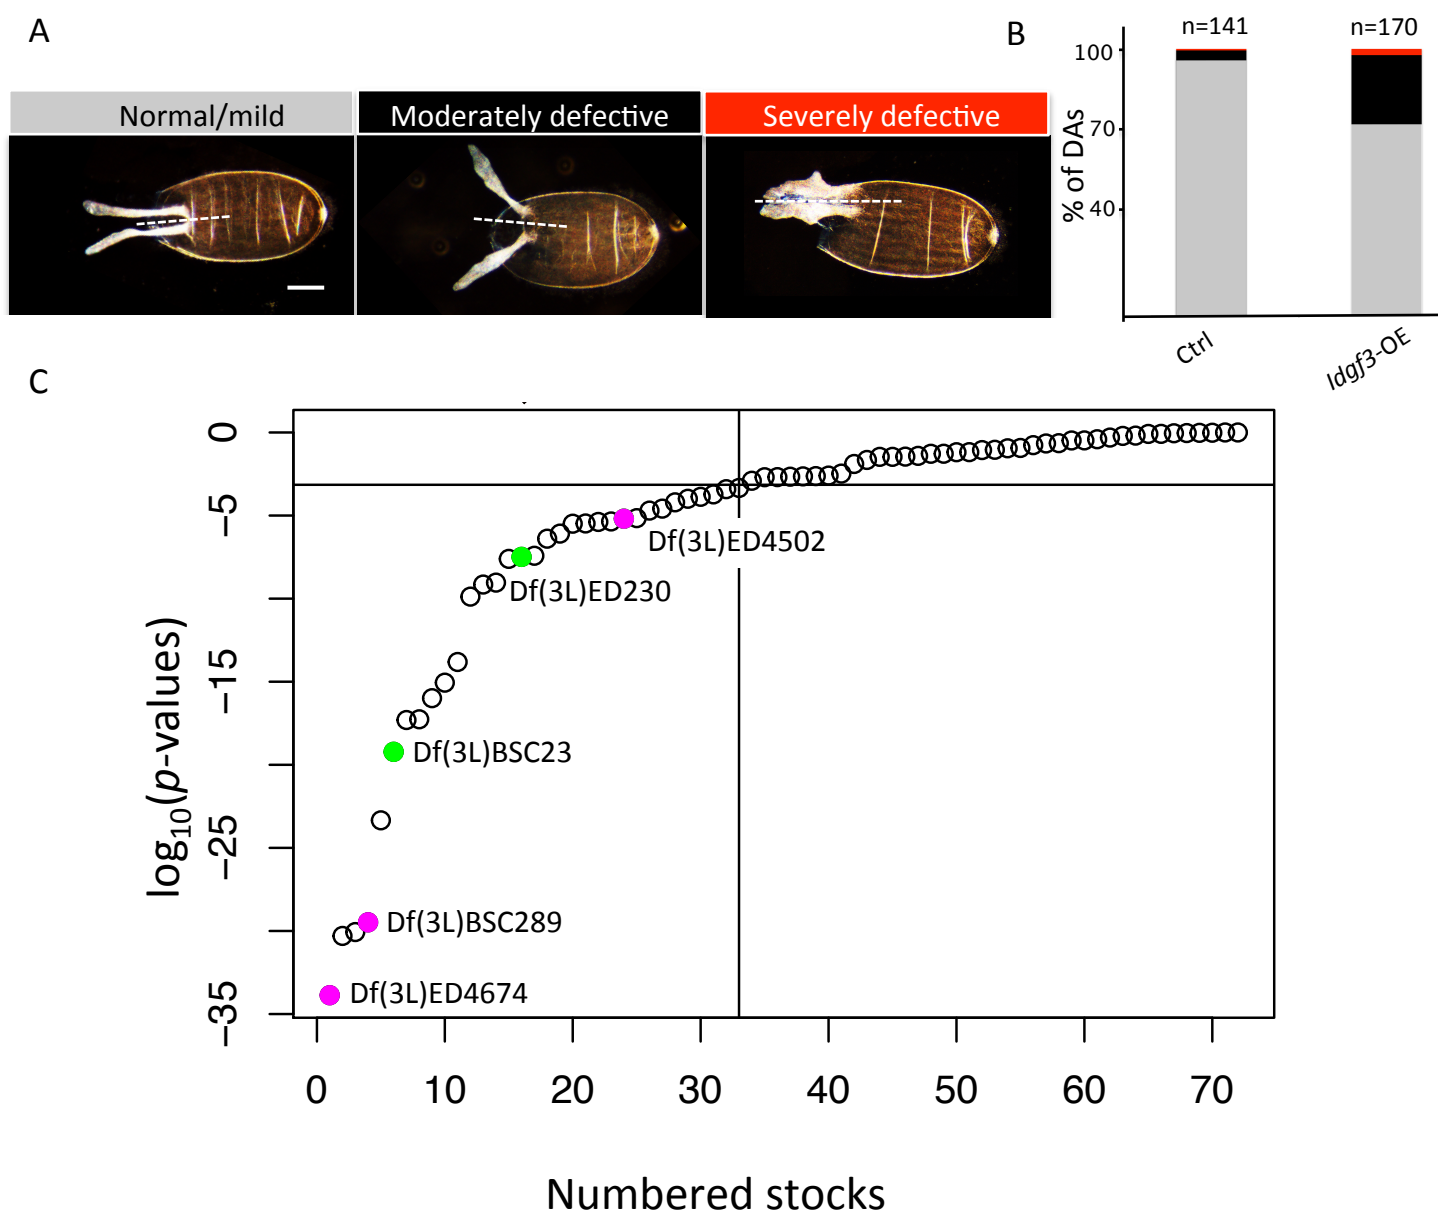 A
B
Normal/mild
Moderately defective
Severely defective
n=141
n=170
100
70
40
% of DAs
Ctrl
Idgf3-OE
C
0
−5
−15
−25
−35
log10(p-values)
Df(3L)ED4502
Df(3L)ED230
Df(3L)BSC23
Df(3L)BSC289
Df(3L)ED4674
0 10 20 30 40 50 60 70
Numbered stocks